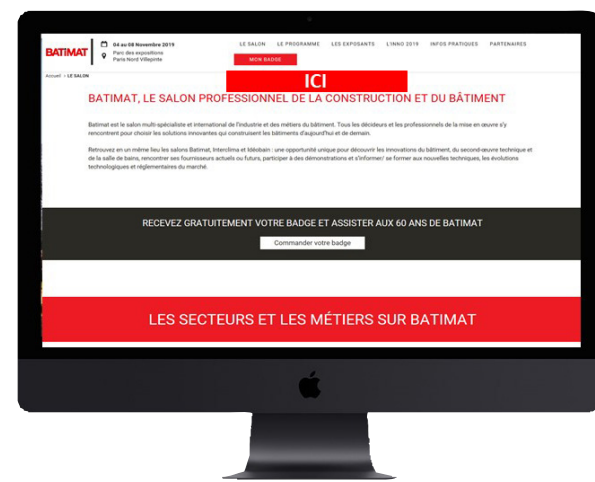 BATIMAT
04 au 08 Novembre 2019
Parc des expositions
Paris Nord Villepinte
LE SALON LE PROGRAMME LES EXPOSANTS L'INNO 2019 INFOS PRATIQUES PARTENAIRES
MON BADGE
Accueil > LE SALON
ICI
BATIMAT, LE SALON PROFESSIONNEL DE LA CONSTRUCTION ET DU BÂTIMENT
Batimat est le salon multi-spécialiste et international de l'industrie et des métiers du bâtiment. Tous les décideurs et les professionnels de la mise en œuvre s'y
rencontrent pour choisir les solutions innovantes qui construisent les bâtiments d'aujourd'hui et de demain.
Retrouvez en un même lieu les salons Batimat, Interclima et Idéobain : une opportunité unique pour découvrir les innovations du bâtiment, du second-œuvre technique et
de la salle de bains, rencontrer ses fournisseurs actuels ou futurs, participer à des démonstrations et s'informer/ se former aux nouvelles techniques, les évolutions
technologiques et réglementaires du marché.
RECEVEZ GRATUITEMENT VOTRE BADGE ET ASSISTER AUX 60 ANS DE BATIMAT
Commander votre badge
LES SECTEURS ET LES MÉTIERS SUR BATIMAT